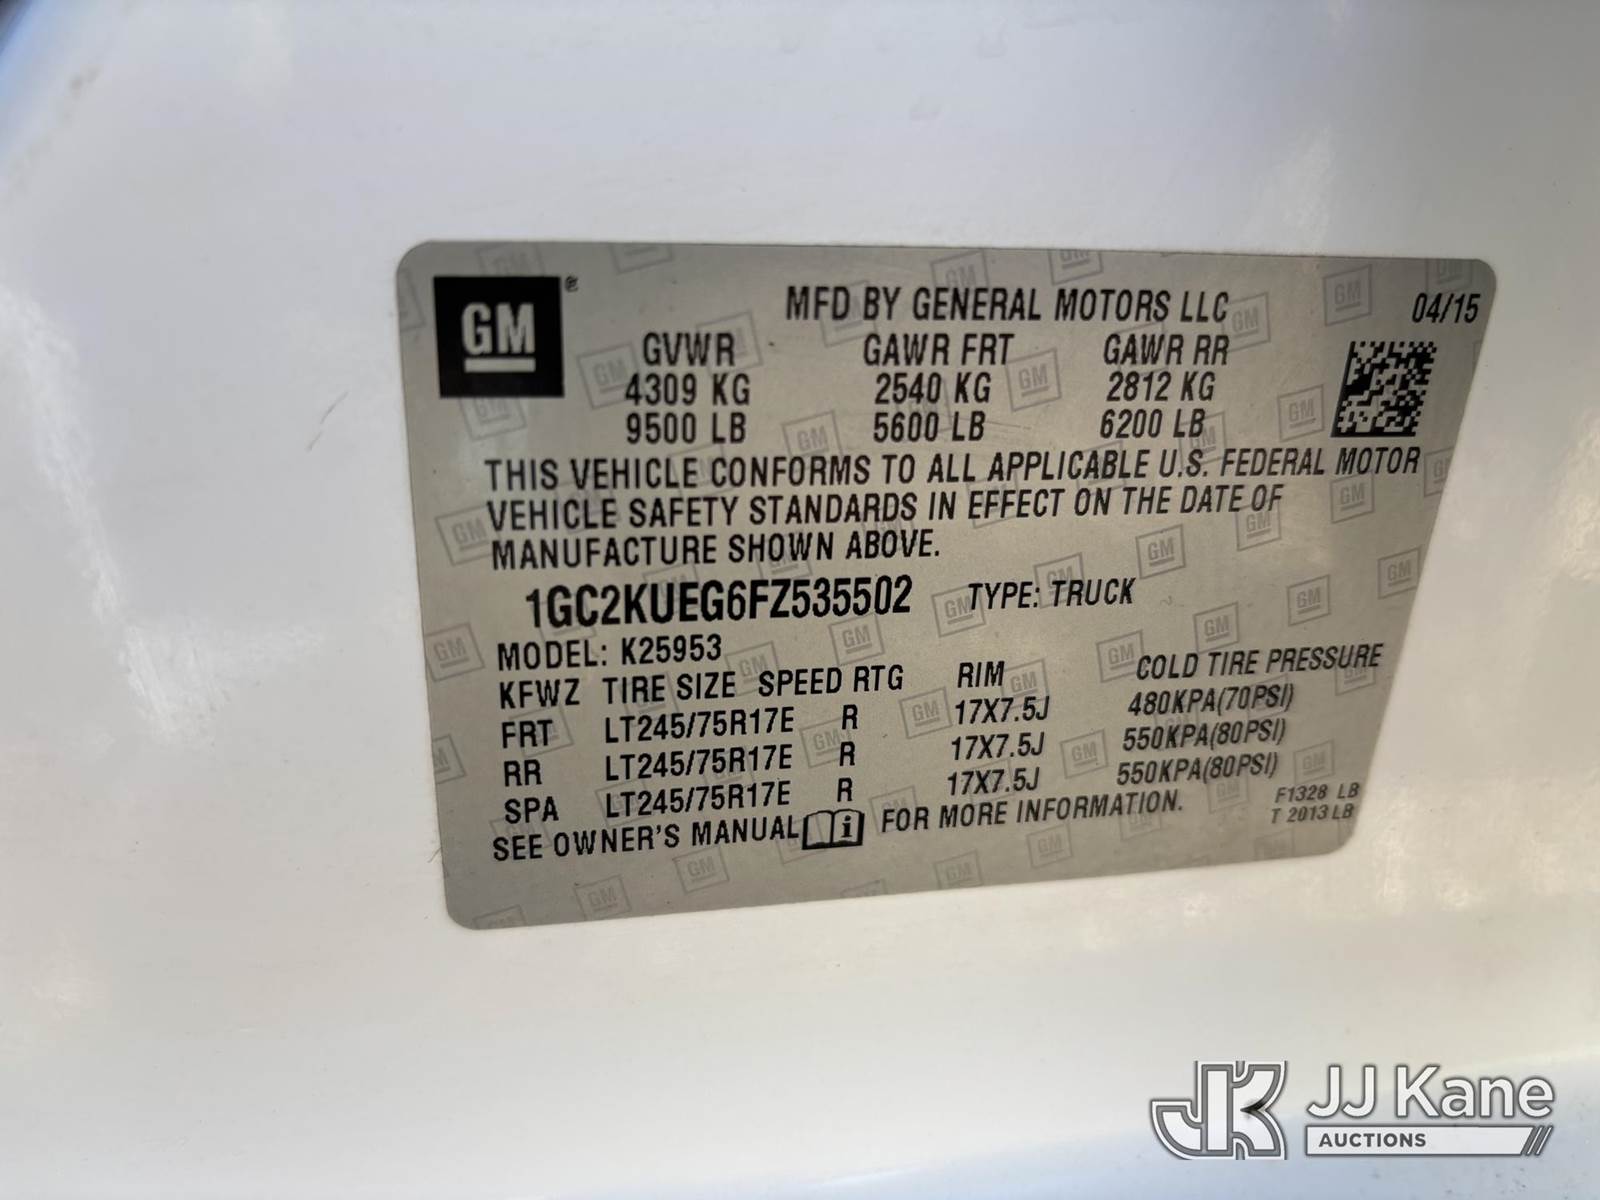 GM ®
MFD BY GENERAL MOTORS LLC 04/15
GVWR GAWR FRT GAWR RR
4309 KG 2540 KG 2812 KG
9500 LB 5600 LB 6200 LB
THIS VEHICLE CONFORMS TO ALL APPLICABLE U.S. FEDERAL MOTOR
VEHICLE SAFETY STANDARDS IN EFFECT ON THE DATE OF
MANUFACTURE SHOWN ABOVE.
1GC2KUEG6FZ535502 TYPE: TRUCK
MODEL: K25953
KFWZ TIRE SIZE SPEED RTG RIM COLD TIRE PRESSURE
FRT LT245/75R17E R 17X7.5J 480KPA(70PSI)
RR LT245/75R17E R 17X7.5J 550KPA(80PSI)
SPA LT245/75R17E R 17X7.5J 550KPA(80PSI)
SEE OWNER'S MANUAL i FOR MORE INFORMATION.
F1328 LB
T 2013 LB
JK JJ Kane
AUCTIONS